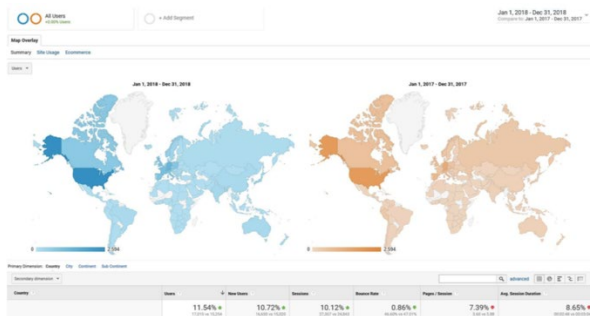 All Users
+ Add Segment
Jan 1, 2018 - Dec 31, 2018
Compare to: Jan 1, 2017 - Dec 31, 2017
Map Overlay
Summary Site Usage Ecommerce
Users
Jan 1, 2018 - Dec 31, 2018
Jan 1, 2017 - Dec 31, 2017
0
0
Primary Dimension: Country City Continent Sub Continent
Secondary dimension
advanced
Country
Users New Users Sessions Bounce Rate Pages / Session Avg. Session Duration
11.54% 10.72% 10.12% 0.86% 7.39% 8.65%